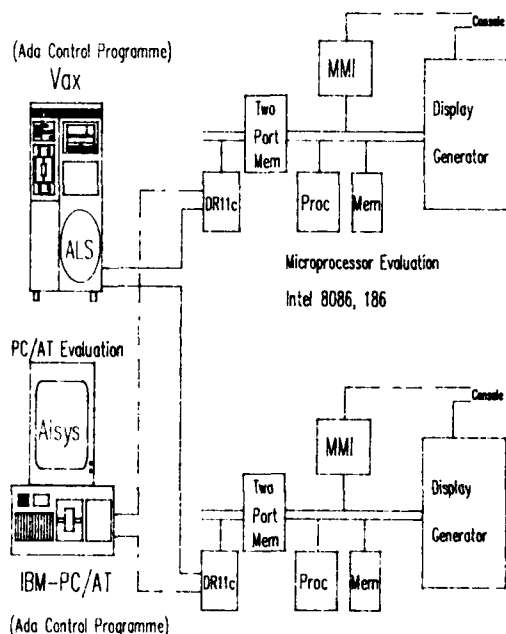 (Ada Control Programme)
Vax
ALS
Console
MMI
Two
Port
Mem
Display
Generator
DR11c
Proc
Mem
Microprocessor Evaluation
Intel 8086, 186
PC/AT Evaluation
Alsys
IBM-PC/AT
(Ada Control Programme)
Console
MMI
Two
Port
Mem
Display
Generator
DR11c
Proc
Mem